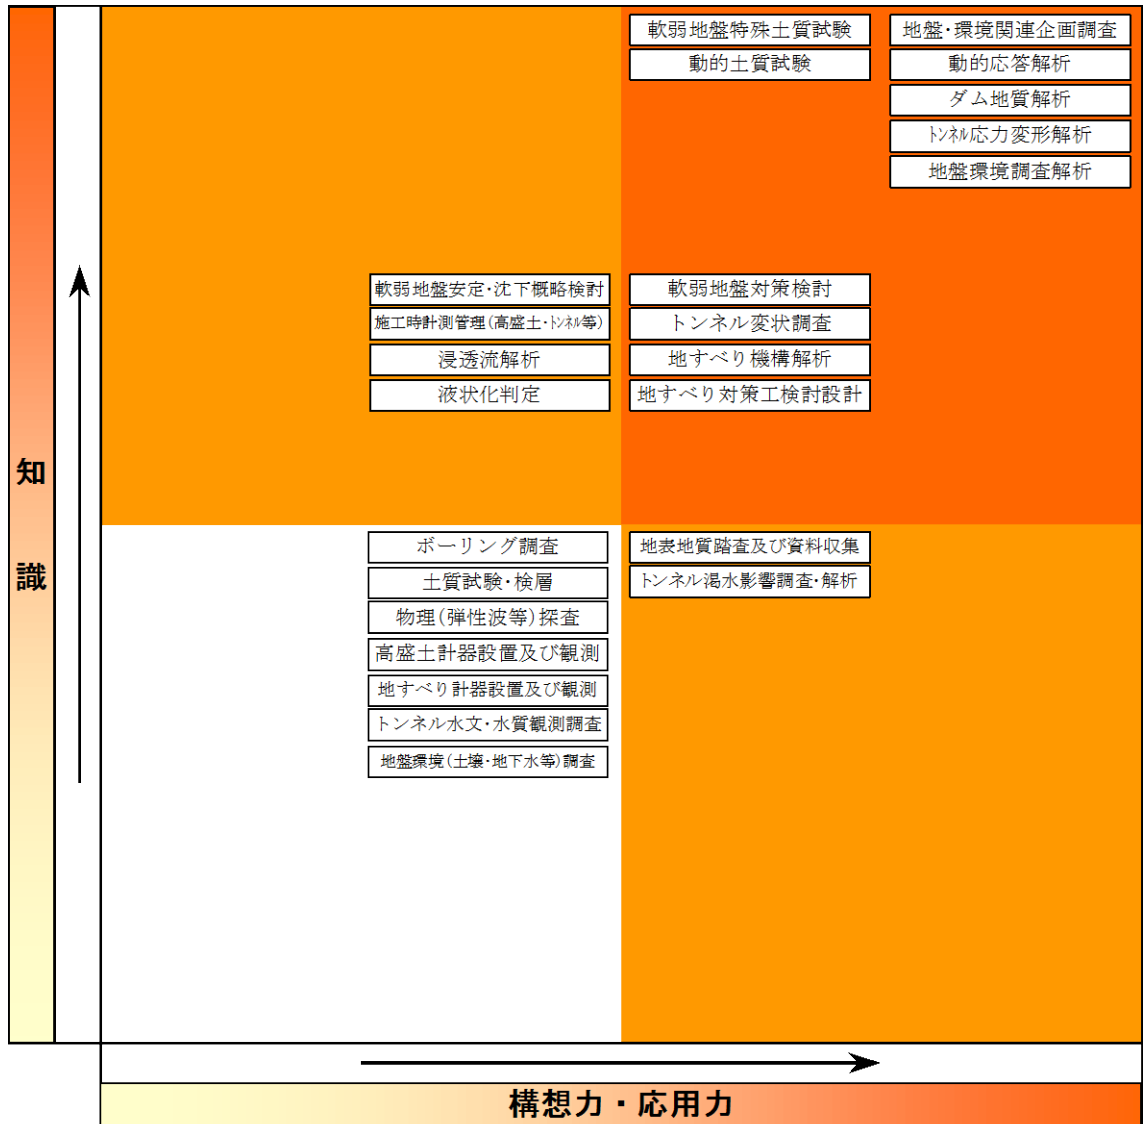 軟弱地盤特殊土質試験
動的土質試験
地盤・環境関連企画調査
動的応答解析
ダム地質解析
ﾄﾝﾈﾙ応力変形解析
地盤環境調査解析
軟弱地盤安定・沈下概略検討
施工時計測管理(高盛土・ﾄﾝﾈﾙ等)
浸透流解析
液状化判定
軟弱地盤対策検討
トンネル変状調査
地すべり機構解析
地すべり対策工検討設計
知識
ボーリング調査
土質試験・検層
物理(弾性波等)探査
高盛土計器設置及び観測
地すべり計器設置及び観測
トンネル水文・水質観測調査
地盤環境(土壌・地下水等)調査
地表地質踏査及び資料収集
トンネル渇水影響調査・解析
構想力・応用力